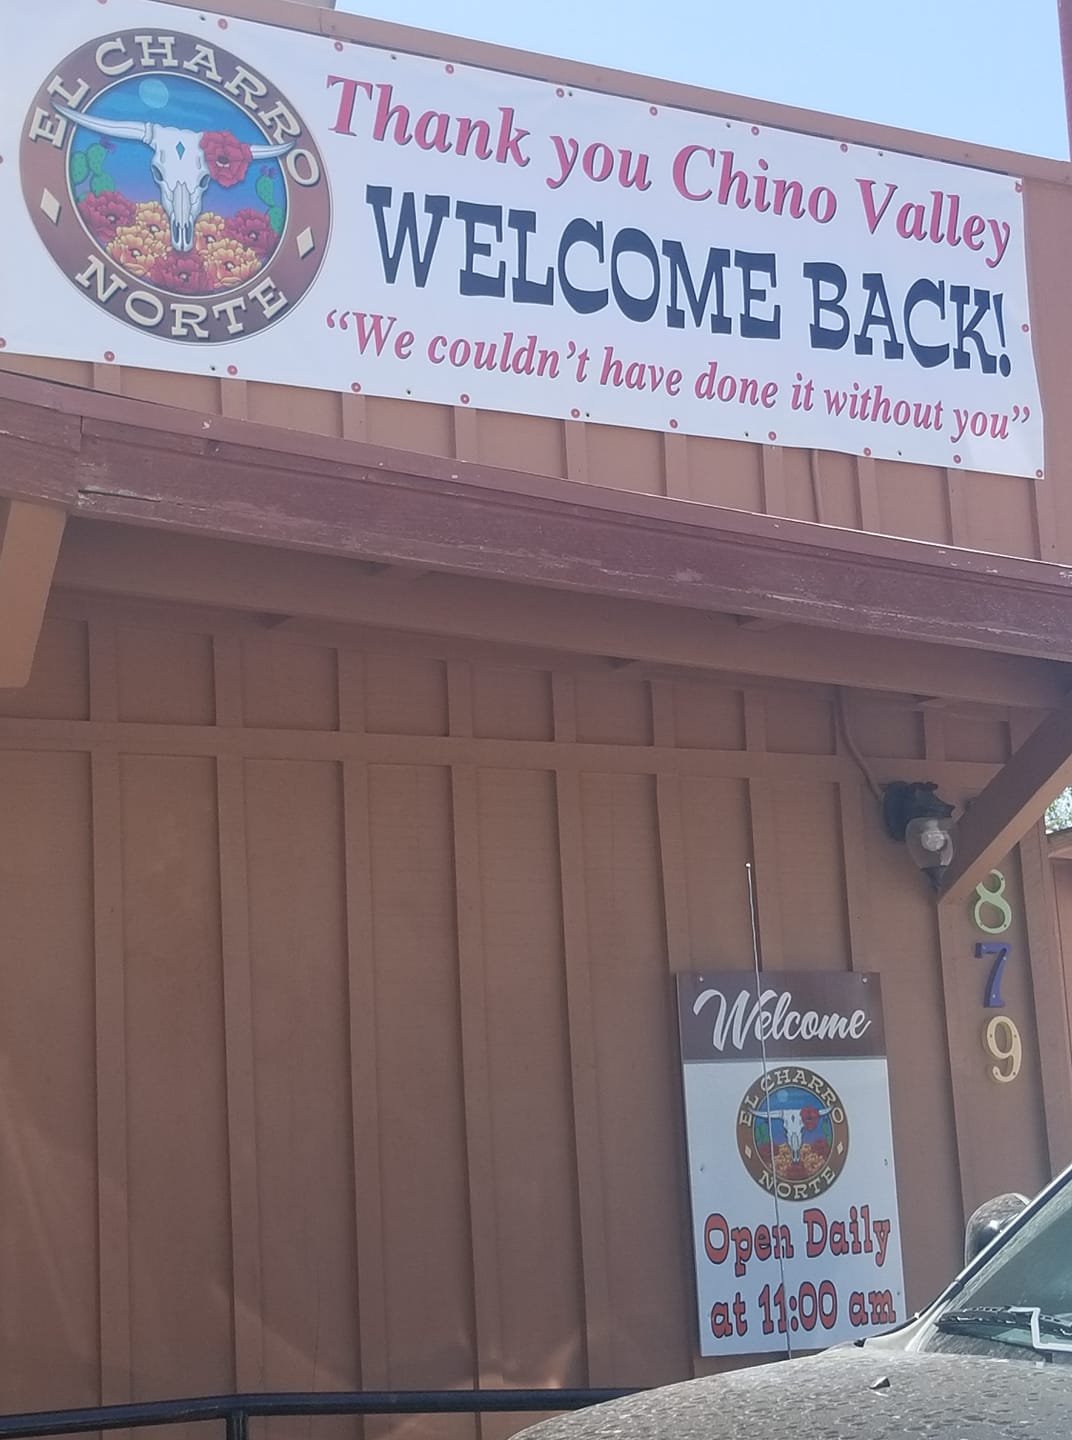 EL CHARRO
NORTE
Thank you Chino Valley
WELCOME BACK!
“We couldn’t have done it without you”
8
7
9
Welcome
EL CHARRO
NORTE
Open Daily
at 11:00 am